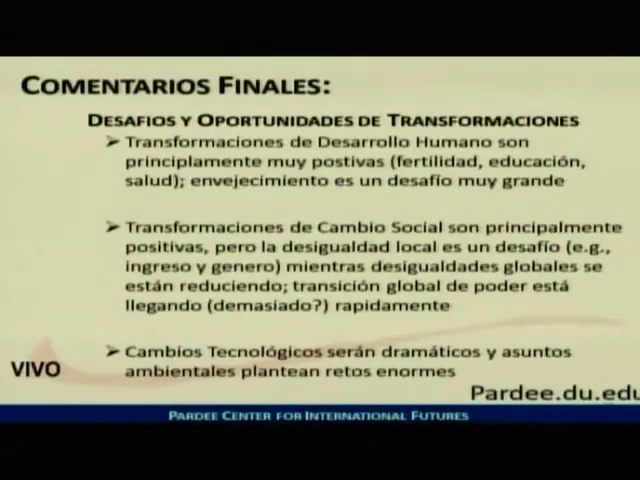 COMENTARIOS FINALES:
DESAFIOS Y OPORTUNIDADES DE TRANSFORMACIONES
➢ Transformaciones de Desarrollo Humano son
principlamente muy postivas (fertilidad, educación,
salud); envejecimiento es un desafío muy grande
➢ Transformaciones de Cambio Social son principalmente
positivas, pero la desigualdad local es un desafío (e.g.,
ingreso y genero) mientras desigualdades globales se
están reduciendo; transición global de poder está
llegando (demasiado?) rapidamente
➢ Cambios Tecnológicos serán dramáticos y asuntos
ambientales plantean retos enormes
VIVO
Pardee.du.edu
PARDEE CENTER FOR INTERNATIONAL FUTURES